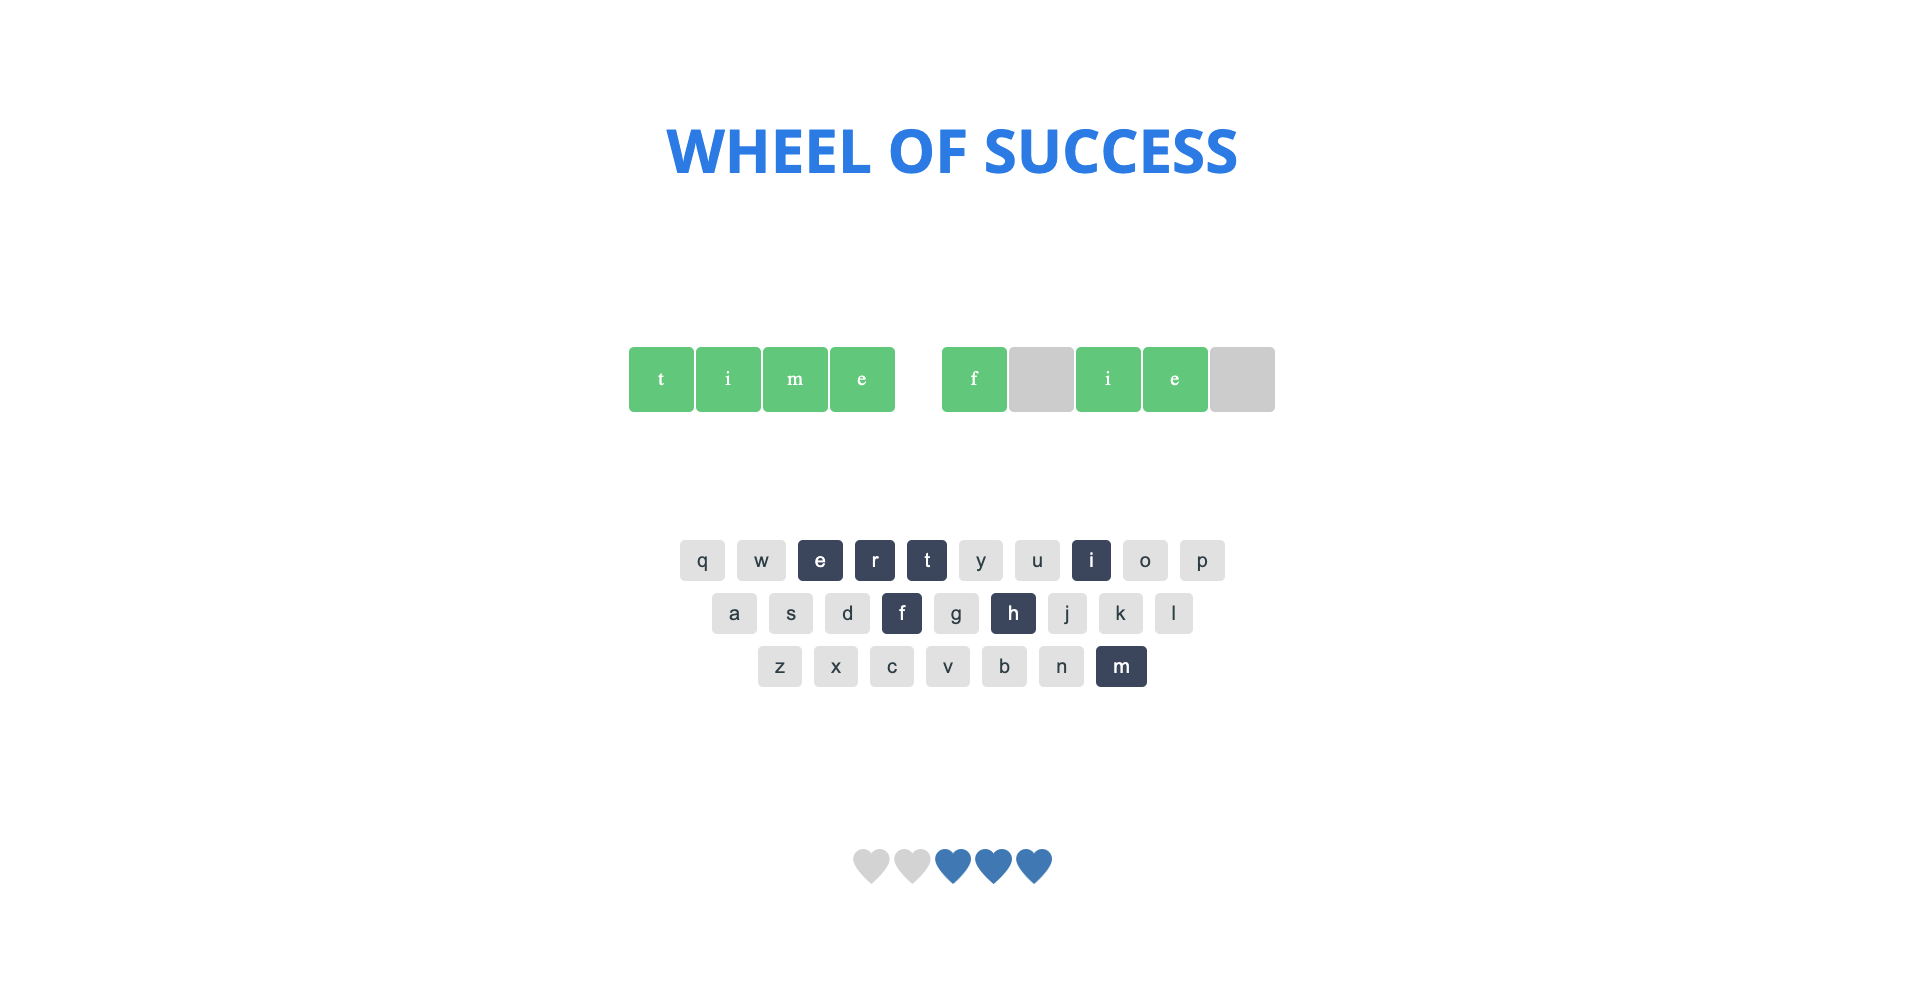 WHEEL OF SUCCESS
t i m e f i e
q w e r t y u i o p
a s d f g h j k l
z x c v b n m